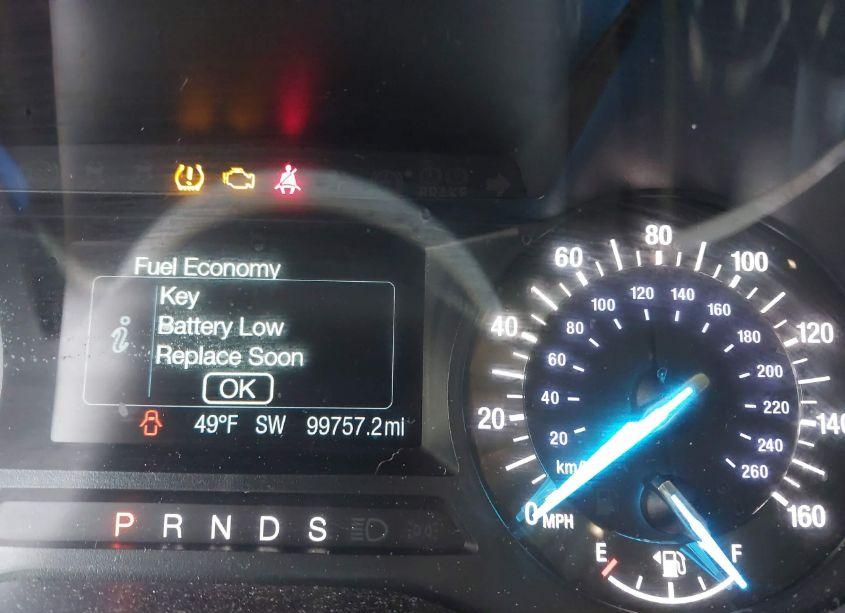 BRAKE
Fuel Economy
Key
Battery Low
Replace Soon
OK
49°F SW 99757.2mi
P R N D S
0 20 40 60 80 100 120 140 160
MPH
20 40 60 80 100 120 140 160 180 200 220 240 260
km/
E F